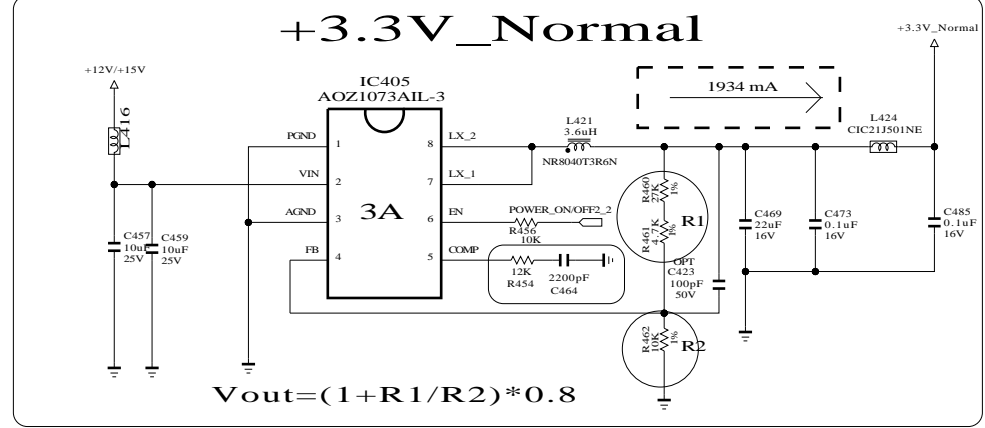 +3.3V_Normal
+3.3V_Normal
+12V/+15V
IC405
AOZ1073AIL-3
1934 mA
L416
L421
3.6uH
NR8040T3R6N
L424
CIC21J501NE
PGND
1
8
LX_2
VIN
2
7
LX_1
AGND
3
3A
6
EN
POWER_ON/OFF2_2
R456
10K
FB
4
5
COMP
12K
R454
2200pF
C464
R460
27K
1%
R461
4.7K
1%
R1
OPT
C423
100pF
50V
R462
10K
1%
R2
C457
10uF
25V
C459
10uF
25V
C469
22uF
16V
C473
0.1uF
16V
C485
0.1uF
16V
Vout=(1+R1/R2)*0.8